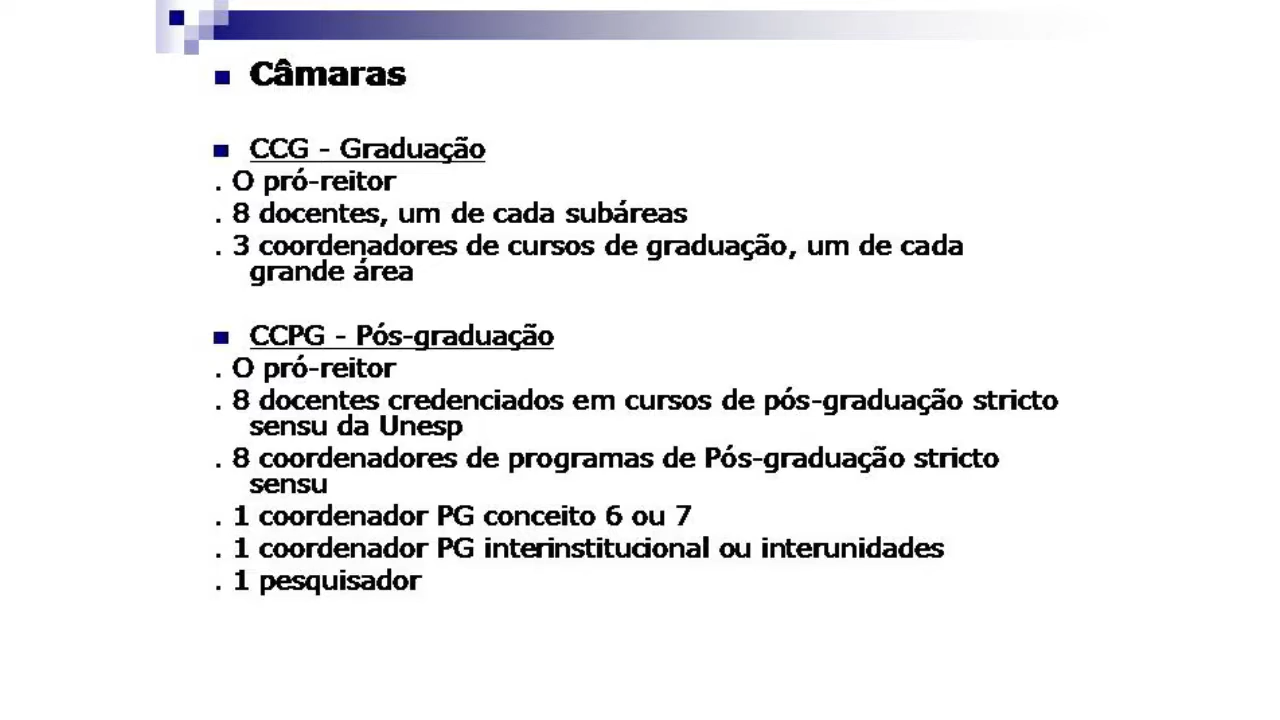 Câmaras
CCG - Graduação
. O pró-reitor
. 8 docentes, um de cada subáreas
. 3 coordenadores de cursos de graduação, um de cada
grande área
CCPG - Pós-graduação
. O pró-reitor
. 8 docentes credenciados em cursos de pós-graduação stricto
sensu da Unesp
. 8 coordenadores de programas de Pós-graduação stricto
sensu
. 1 coordenador PG conceito 6 ou 7
. 1 coordenador PG interinstitucional ou interunidades
. 1 pesquisador